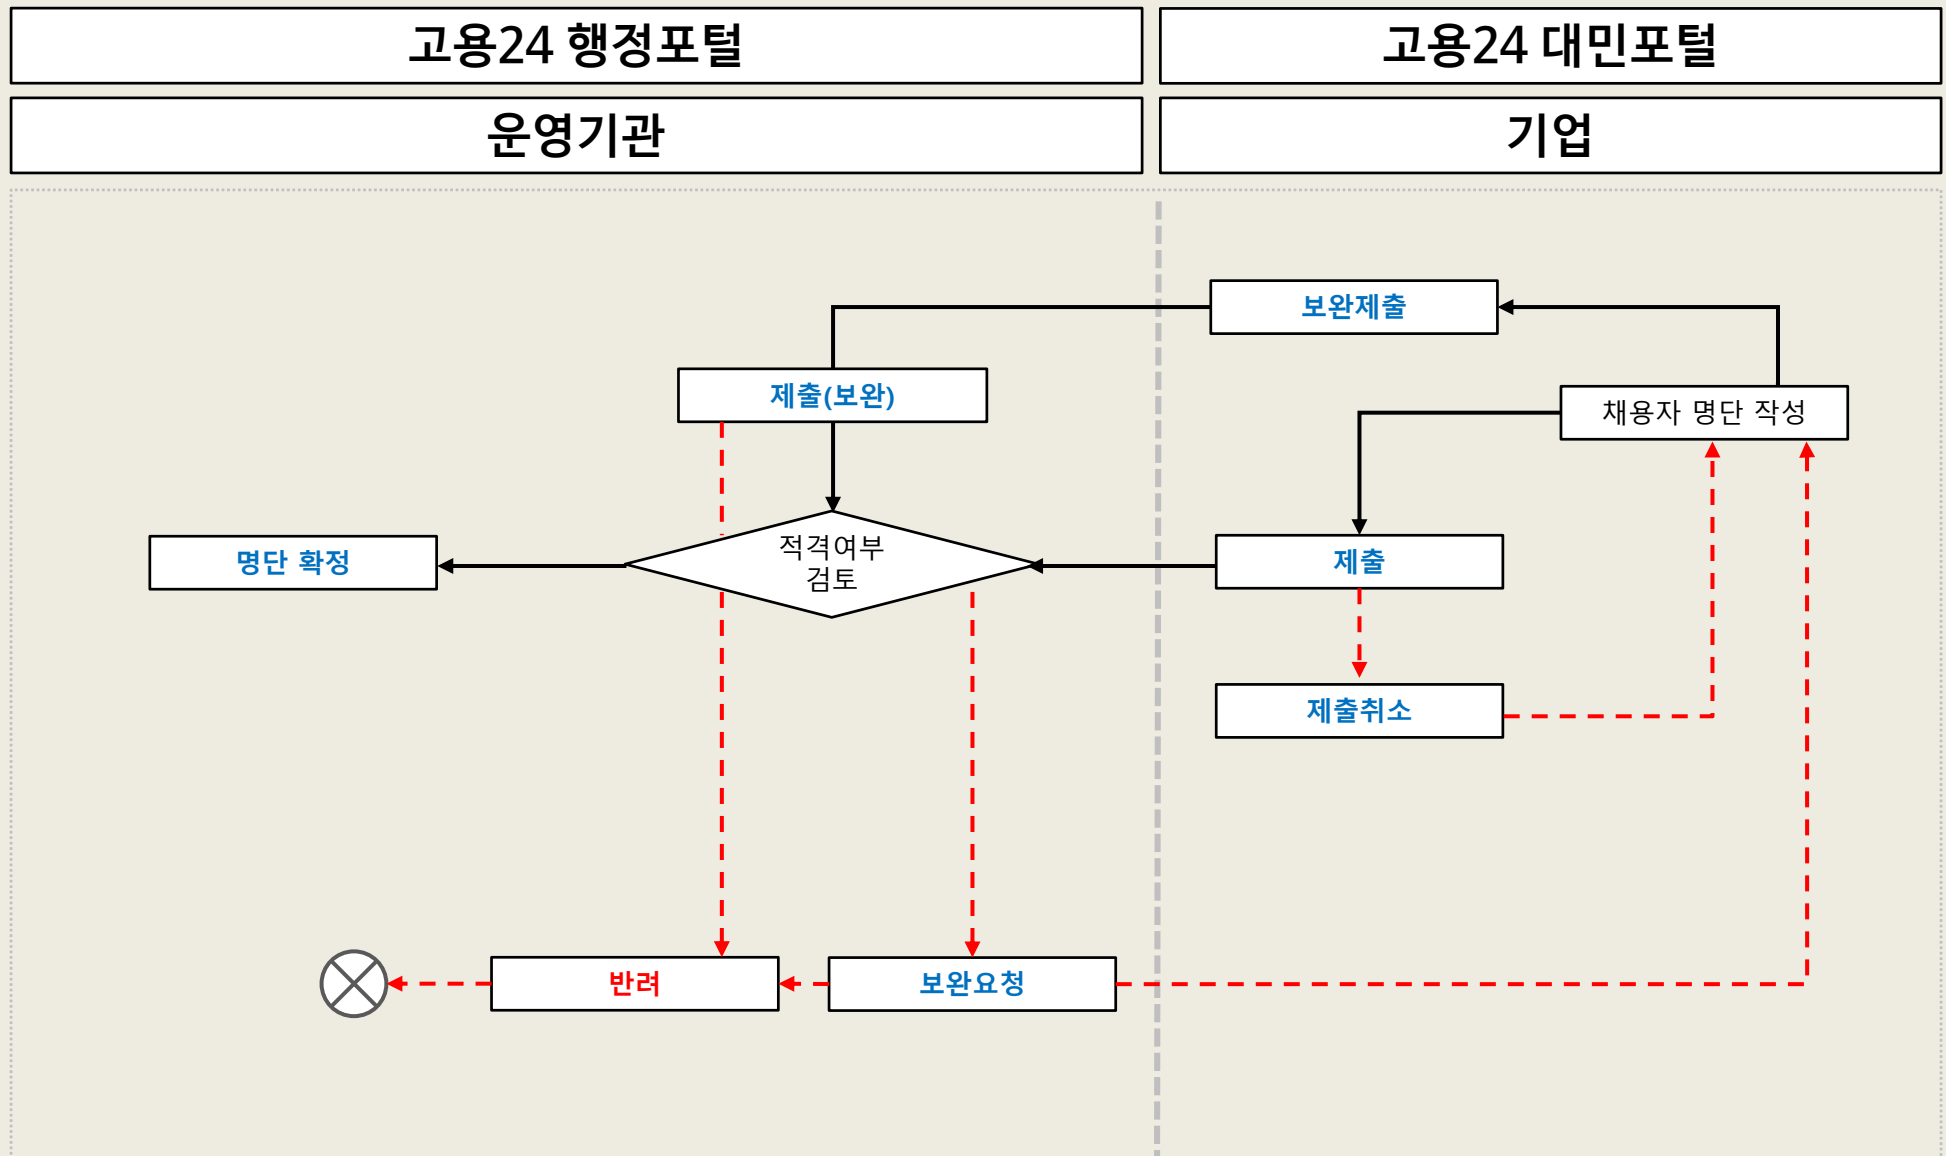 고용24 행정포털
고용24 대민포털
운영기관
기업
보완제출
제출(보완)
채용자 명단 작성
명단 확정
적격여부
검토
제출
제출취소
반려
보완요청